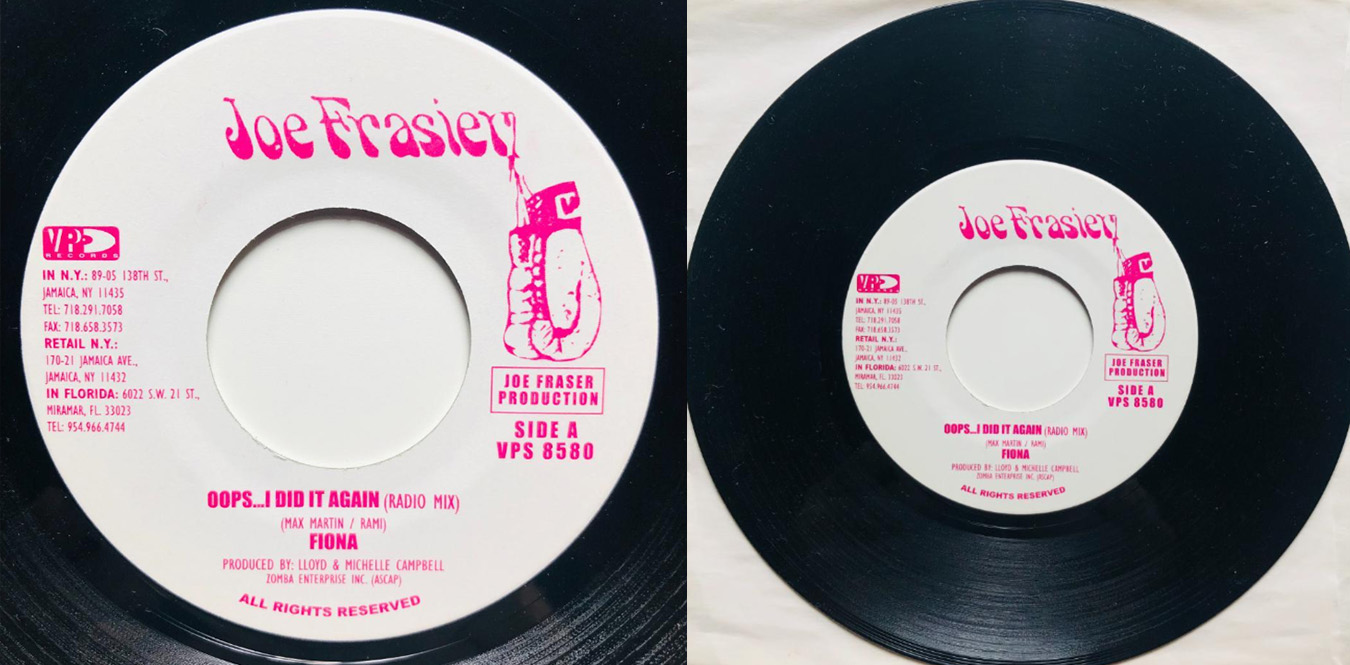 Joe Frasier
VP
RECORDS
IN N.Y.: 89-05 138TH ST.,
JAMAICA, NY 11435
TEL: 718.291.7058
FAX: 718.658.3573
RETAIL N.Y.:
170-21 JAMAICA AVE.,
JAMAICA, NY 11432
IN FLORIDA: 6022 S.W. 21 ST.,
MIRAMAR, FL. 33023
TEL: 954.966.4744
JOE FRASER
PRODUCTION
SIDE A
VPS 8580
OOPS...I DID IT AGAIN (RADIO MIX)
(MAX MARTIN / RAMI)
FIONA
PRODUCED BY: LLOYD & MICHELLE CAMPBELL
ZOMBA ENTERPRISE INC. (ASCAP)
ALL RIGHTS RESERVED
Joe Frasier
VP
RECORDS
IN N.Y.: 89-05 138TH ST.,
JAMAICA, NY 11435
TEL: 718.291.7058
FAX: 718.658.3573
RETAIL N.Y.:
170-21 JAMAICA AVE.,
JAMAICA, NY 11432
IN FLORIDA: 6022 S.W. 21 ST.,
MIRAMAR, FL. 33023
TEL: 954.966.4744
JOE FRASER
PRODUCTION
SIDE A
VPS 8580
OOPS...I DID IT AGAIN (RADIO MIX)
(MAX MARTIN / RAMI)
FIONA
PRODUCED BY: LLOYD & MICHELLE CAMPBELL
ZOMBA ENTERPRISE INC. (ASCAP)
ALL RIGHTS RESERVED